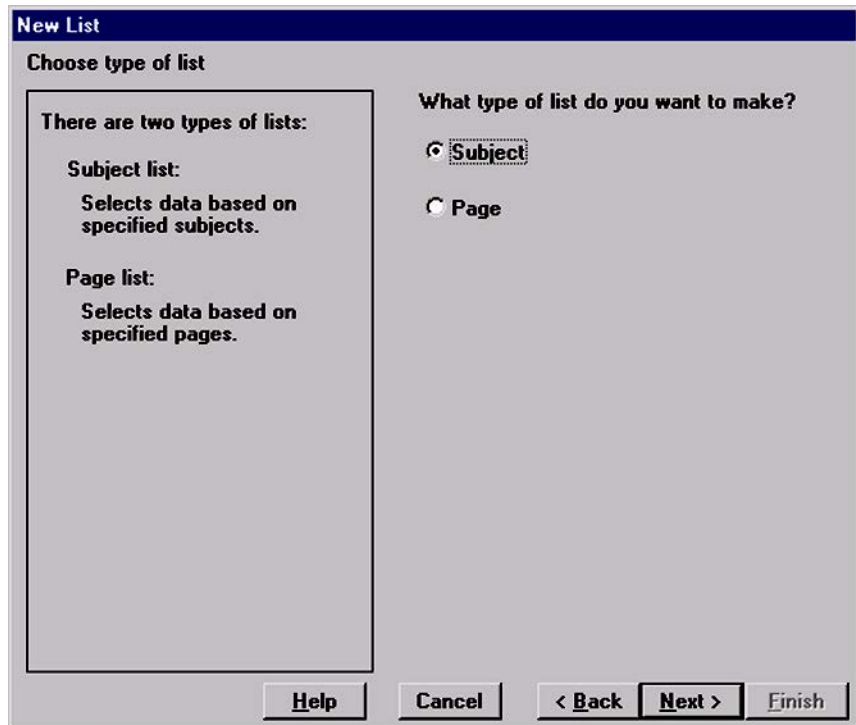 New List
Choose type of list
There are two types of lists:
Subject list:
Selects data based on
specified subjects.
Page list:
Selects data based on
specified pages.
What type of list do you want to make?
Subject
Page
Help
Cancel
< Back
Next >
Finish